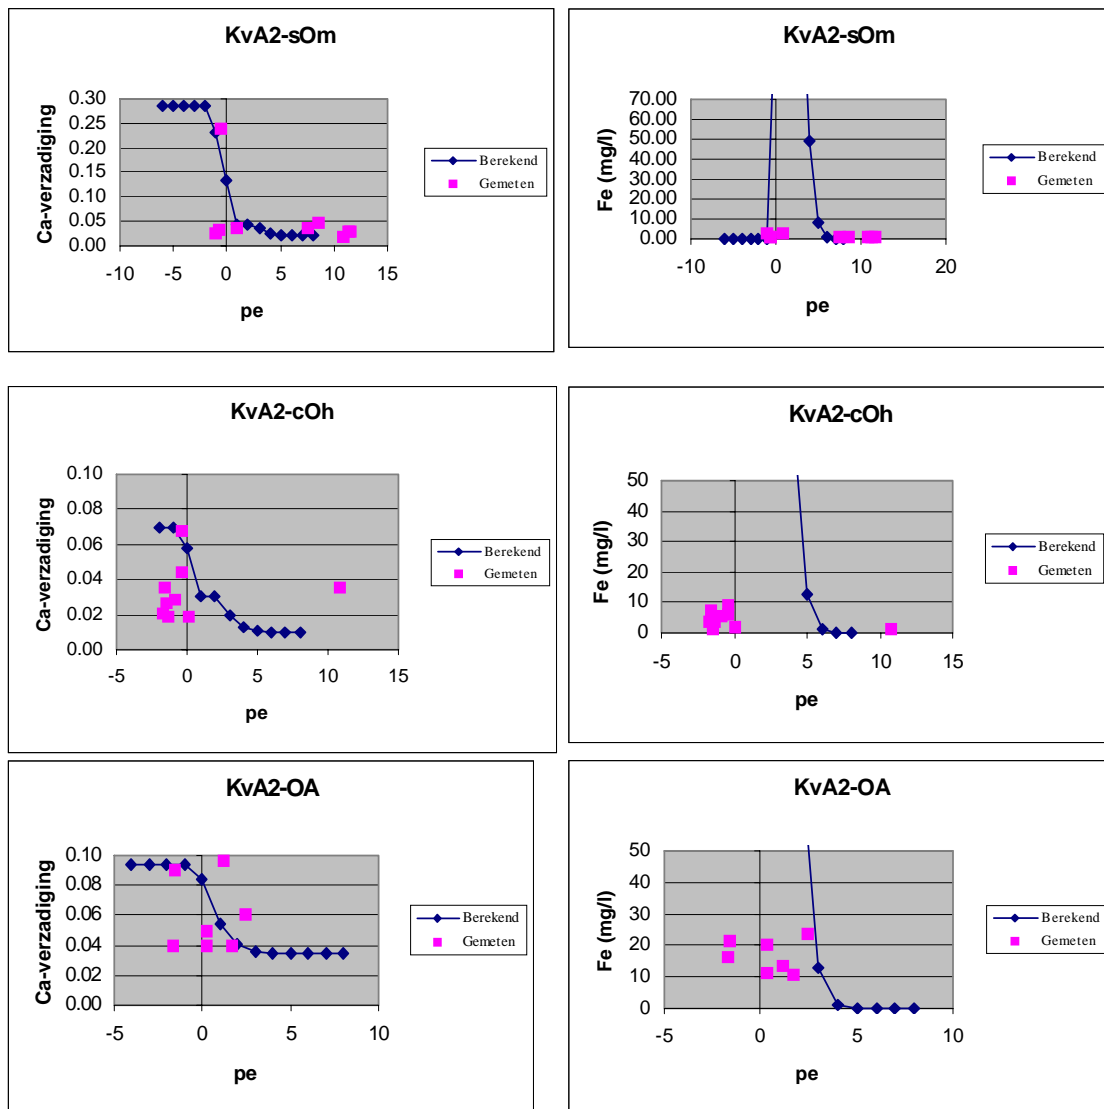 KvA2-sOm
Ca-verzadiging
0.30
0.25
0.20
0.15
0.10
0.05
0.00
-10 -5 0 5 10 15
pe
Berekend
Gemeten
KvA2-sOm
Fe (mg/l)
70.00
60.00
50.00
40.00
30.00
20.00
10.00
0.00
-10 0 10 20
pe
Berekend
Gemeten
KvA2-cOh
Ca-verzadiging
0.10
0.08
0.06
0.04
0.02
0.00
-5 0 5 10 15
pe
Berekend
Gemeten
KvA2-cOh
Fe (mg/l)
50
40
30
20
10
0
-5 0 5 10 15
pe
Berekend
Gemeten
KvA2-OA
Ca-verzadiging
0.10
0.08
0.06
0.04
0.02
0.00
-5 0 5 10
pe
Berekend
Gemeten
KvA2-OA
Fe (mg/l)
50
40
30
20
10
0
-5 0 5 10
pe
Berekend
Gemeten